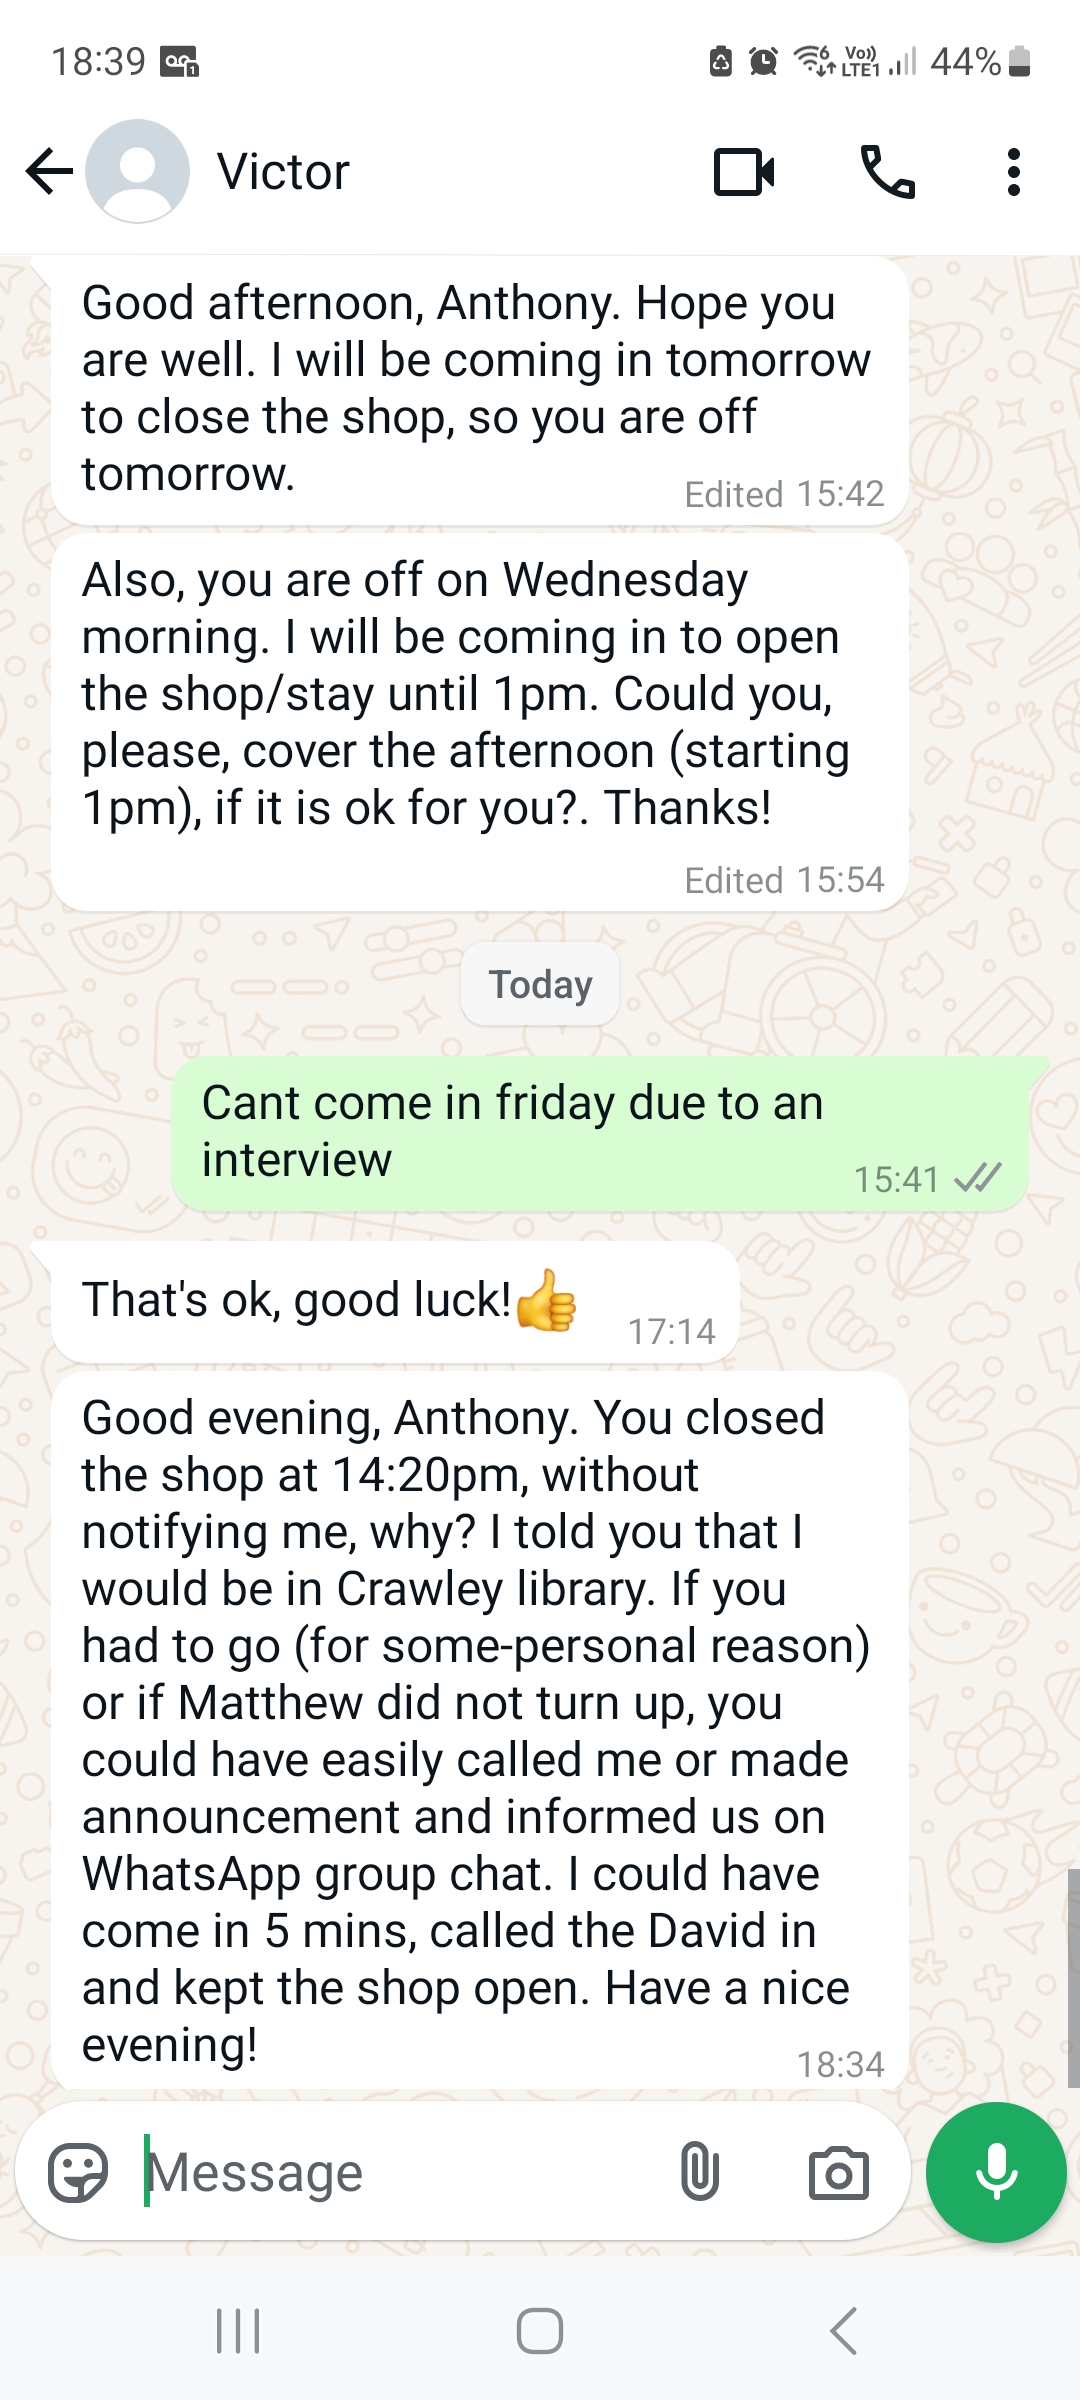 18:39
Vo))
LTE1
44%
Victor
Good afternoon, Anthony. Hope you
are well. I will be coming in tomorrow
to close the shop, so you are off
tomorrow.
Edited 15:42
Also, you are off on Wednesday
morning. I will be coming in to open
the shop/stay until 1pm. Could you,
please, cover the afternoon (starting
1pm), if it is ok for you?. Thanks!
Edited 15:54
Today
Cant come in friday due to an
interview
15:41
That's ok, good luck!👍
17:14
Good evening, Anthony. You closed
the shop at 14:20pm, without
notifying me, why? I told you that I
would be in Crawley library. If you
had to go (for some-personal reason)
or if Matthew did not turn up, you
could have easily called me or made
announcement and informed us on
WhatsApp group chat. I could have
come in 5 mins, called the David in
and kept the shop open. Have a nice
evening!
18:34
Message